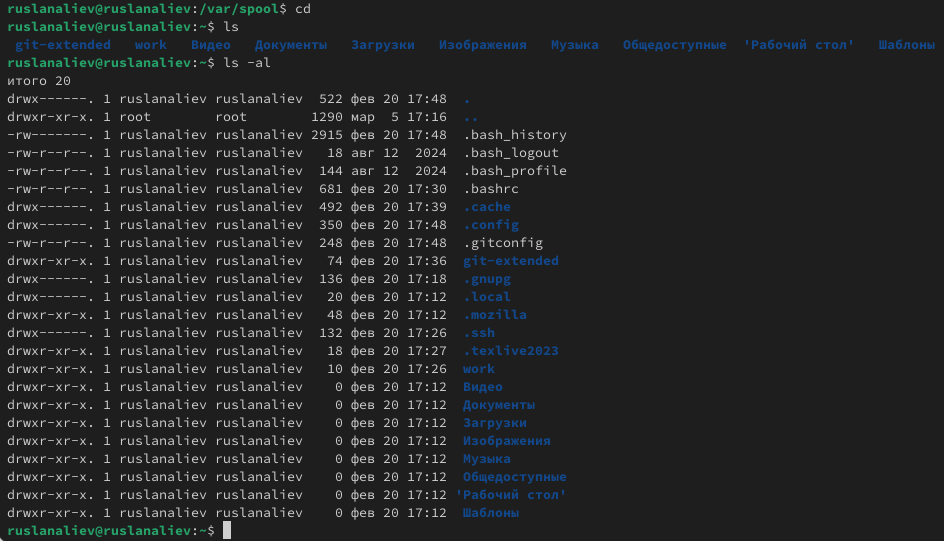 ruslanaliev@ruslanaliev:/var/spool$ cd
ruslanaliev@ruslanaliev:~$ ls
git-extended   work   Видео   Документы   Загрузки   Изображения   Музыка   Общедоступные  'Рабочий стол'   Шаблоны
ruslanaliev@ruslanaliev:~$ ls -al
итого 20
drwx------. 1 ruslanaliev ruslanaliev  522 фев 20 17:48  .
drwxr-xr-x. 1 root        root        1290 мар  5 17:16  ..
-rw-------. 1 ruslanaliev ruslanaliev 2915 фев 20 17:48  .bash_history
-rw-r--r--. 1 ruslanaliev ruslanaliev   18 авг 12  2024  .bash_logout
-rw-r--r--. 1 ruslanaliev ruslanaliev  144 авг 12  2024  .bash_profile
-rw-r--r--. 1 ruslanaliev ruslanaliev  681 фев 20 17:30  .bashrc
drwx------. 1 ruslanaliev ruslanaliev  492 фев 20 17:39  .cache
drwx------. 1 ruslanaliev ruslanaliev  350 фев 20 17:48  .config
-rw-r--r--. 1 ruslanaliev ruslanaliev  248 фев 20 17:48  .gitconfig
drwxr-xr-x. 1 ruslanaliev ruslanaliev   74 фев 20 17:36  git-extended
drwx------. 1 ruslanaliev ruslanaliev  136 фев 20 17:18  .gnupg
drwx------. 1 ruslanaliev ruslanaliev   20 фев 20 17:12  .local
drwxr-xr-x. 1 ruslanaliev ruslanaliev   48 фев 20 17:12  .mozilla
drwx------. 1 ruslanaliev ruslanaliev  132 фев 20 17:26  .ssh
drwxr-xr-x. 1 ruslanaliev ruslanaliev   18 фев 20 17:27  .texlive2023
drwxr-xr-x. 1 ruslanaliev ruslanaliev   10 фев 20 17:26  work
drwxr-xr-x. 1 ruslanaliev ruslanaliev    0 фев 20 17:12  Видео
drwxr-xr-x. 1 ruslanaliev ruslanaliev    0 фев 20 17:12  Документы
drwxr-xr-x. 1 ruslanaliev ruslanaliev    0 фев 20 17:12  Загрузки
drwxr-xr-x. 1 ruslanaliev ruslanaliev    0 фев 20 17:12  Изображения
drwxr-xr-x. 1 ruslanaliev ruslanaliev    0 фев 20 17:12  Музыка
drwxr-xr-x. 1 ruslanaliev ruslanaliev    0 фев 20 17:12  Общедоступные
drwxr-xr-x. 1 ruslanaliev ruslanaliev    0 фев 20 17:12 'Рабочий стол'
drwxr-xr-x. 1 ruslanaliev ruslanaliev    0 фев 20 17:12  Шаблоны
ruslanaliev@ruslanaliev:~$